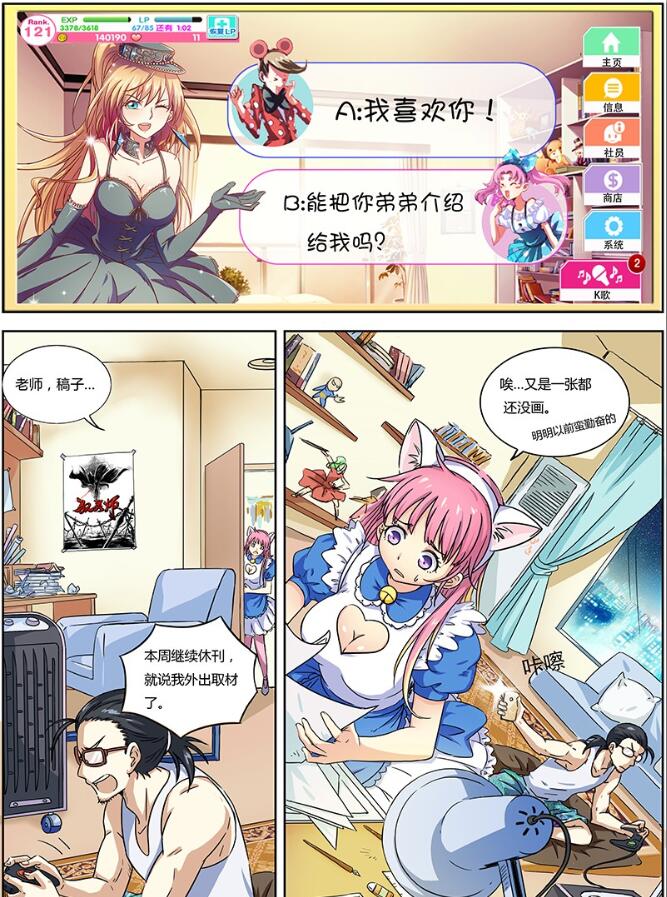 Rank.
121
EXP
LP
3378/3618
67/85 还有 1:02
恢复LP
140190
11
A:我喜欢你！
B:能把你弟弟介绍
给我吗?
主页
信息
社员
商店
系统
2
K歌
老师，稿子...
本周继续休刊，
就说我外出取材
了。
唉...又是一张都
还没画。
明明以前蛮勤奋的
咔嚓